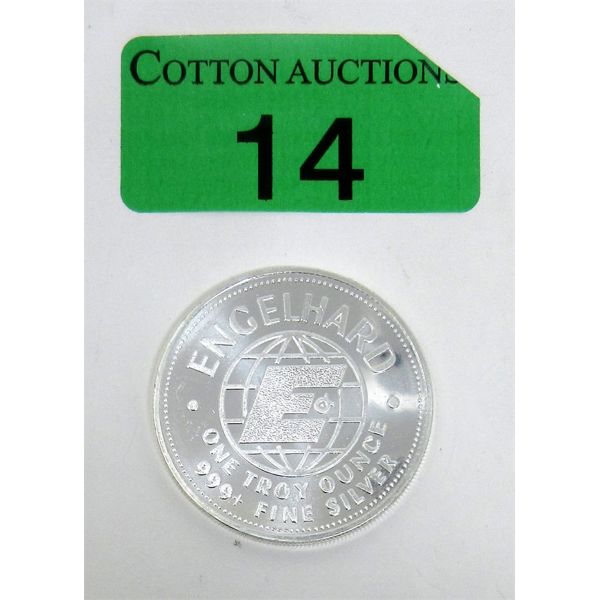 COTTON AUCTIONS
14
ENGELHARD
E
ONE TROY OUNCE
999+ FINE SILVER